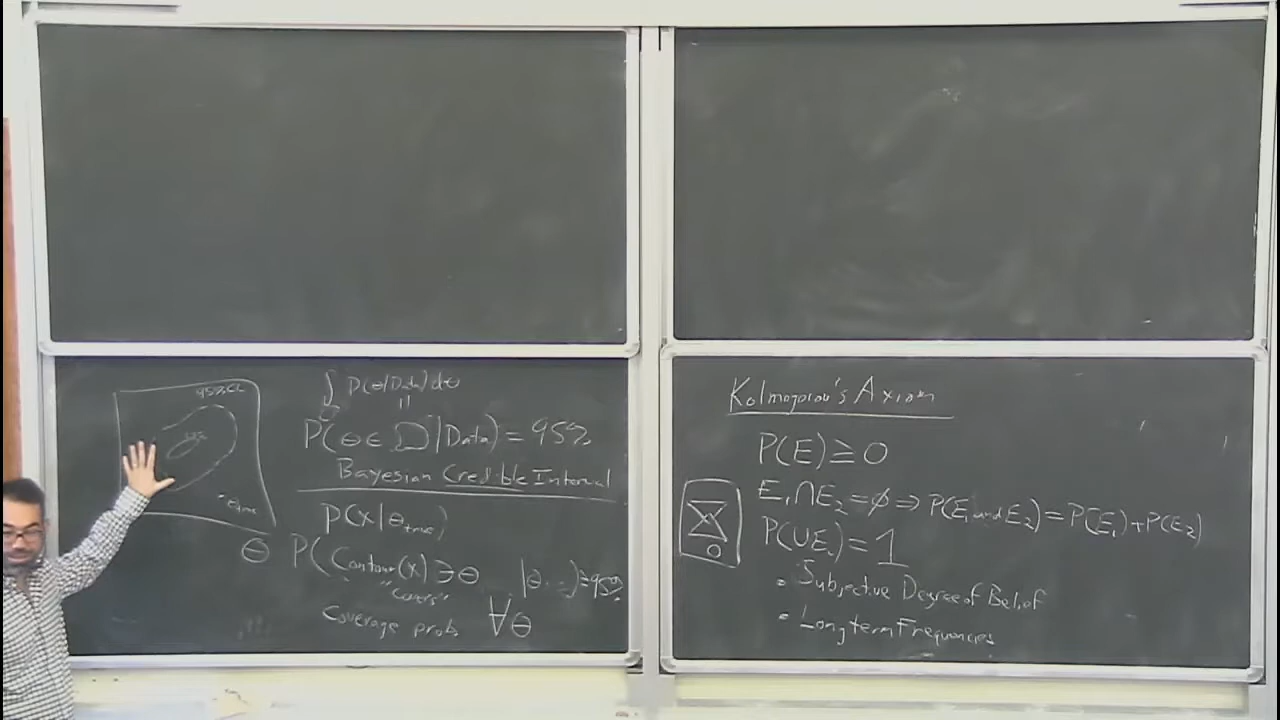 95% CL
68%
θtrue
Θ
∫ P(θ|Data) dθ
=
P(θ ∈ D | Data) = 95%
Bayesian Credible Interval
P(X|θtrue)
P(Contour(X) ∋ θ | θ ...) ≥ 95%
"covers"
coverage prob. ∀θ
Kolmogorov's Axiom
P(E) ≥ 0
E₁∩E₂ = ∅ ⇒ P(E₁ and E₂) = P(E₁) + P(E₂)
P(∪Eᵢ) = 1
• Subjective Degree of Belief
• Long term Frequencies